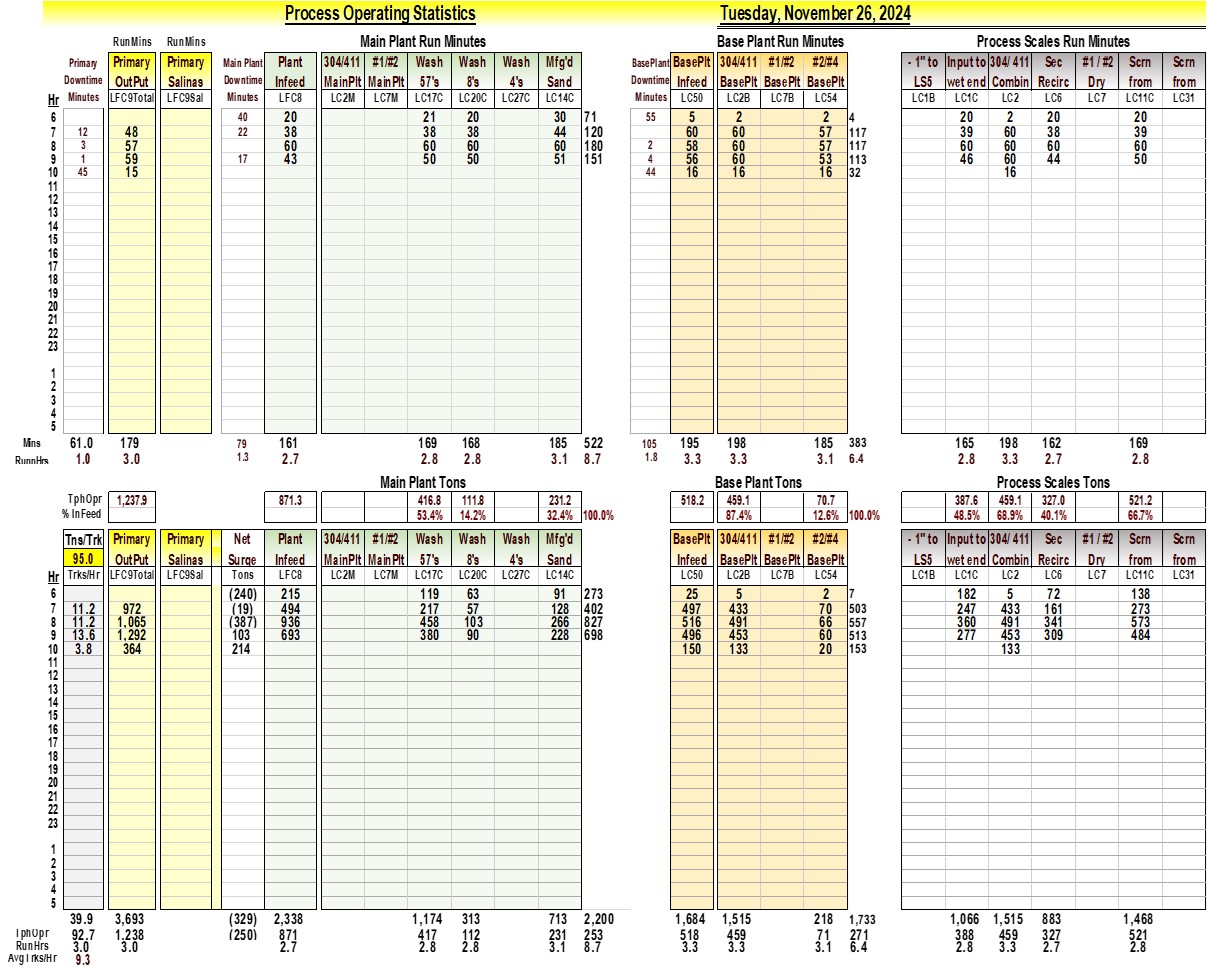 Process Operating Statistics Tuesday, November 26, 2024
RunMins RunMins Main Plant Run Minutes Base Plant Run Minutes Process Scales Run Minutes
Primary Primary Primary Main Plant Plant 304/411 #1/#2 Wash Wash Wash Mfg'd BasePlant BasePlt 304/411 #1/#2 #2/#4 - 1" to Input to 304/ 411 Sec #1 / #2 Scrn Scrn
Downtime OutPut Salinas Downtime Infeed MainPlt MainPlt 57's 8's 4's Sand Downtime Infeed BasePlt BasePlt BasePlt LS5 wet end Combin Recirc Dry from from
Hr Minutes LFC9Total LFC9Sal Minutes LFC8 LC2M LC7M LC17C LC20C LC27C LC14C Minutes LC50 LC2B LC7B LC54 LC1B LC1C LC2 LC6 LC7 LC11C LC31
6 40 20 21 20 30 71 55 5 2 2 4 20 2 20 20
7 12 48 22 38 38 38 44 120 60 60 57 117 39 60 38 39
8 3 57 60 60 60 60 180 2 58 60 57 117 60 60 60 60
9 1 59 17 43 50 50 51 151 4 56 60 53 113 46 60 44 50
10 45 15 44 16 16 16 32 16
11
12
13
14
15
16
17
18
19
20
21
22
23
1
2
3
4
5
Mins 61.0 179 79 161 169 168 185 522 105 195 198 185 383 165 198 162 169
RunnHrs 1.0 3.0 1.3 2.7 2.8 2.8 3.1 8.7 1.8 3.3 3.3 3.1 6.4 2.8 3.3 2.7 2.8
Main Plant Tons Base Plant Tons Process Scales Tons
TphOpr 1,237.9 871.3 416.8 111.8 231.2 518.2 459.1 70.7 387.6 459.1 327.0 521.2
% InFeed 53.4% 14.2% 32.4% 100.0% 87.4% 12.6% 100.0% 48.5% 68.9% 40.1% 66.7%
Tns/Trk Primary Primary Net Plant 304/411 #1/#2 Wash Wash Wash Mfg'd BasePlt 304/411 #1/#2 #2/#4 - 1" to Input to 304/ 411 Sec #1 / #2 Scrn Scrn
95.0 OutPut Salinas Surge Infeed MainPlt MainPlt 57's 8's 4's Sand Infeed BasePlt BasePlt BasePlt LS5 wet end Combin Recirc Dry from from
Hr Trks/Hr LFC9Total LFC9Sal Tons LFC8 LC2M LC7M LC17C LC20C LC27C LC14C LC50 LC2B LC7B LC54 LC1B LC1C LC2 LC6 LC7 LC11C LC31
6 (240) 215 119 63 91 273 25 5 2 7 182 5 72 138
7 11.2 972 (19) 494 217 57 128 402 497 433 70 503 247 433 161 273
8 11.2 1,065 (387) 936 458 103 266 827 516 491 66 557 360 491 341 573
9 13.6 1,292 103 693 380 90 228 698 496 453 60 513 277 453 309 484
10 3.8 364 214 150 133 20 153 133
11
12
13
14
15
16
17
18
19
20
21
22
23
1
2
3
4
5
39.9 3,693 (329) 2,338 1,174 313 713 2,200 1,684 1,515 218 1,733 1,066 1,515 883 1,468
TphOpr 92.7 1,238 (250) 871 417 112 231 253 518 459 71 271 388 459 327 521
RunHrs 3.0 3.0 2.7 2.8 2.8 3.1 8.7 3.3 3.3 3.1 6.4 2.8 3.3 2.7 2.8
AvgTrks/Hr 9.3